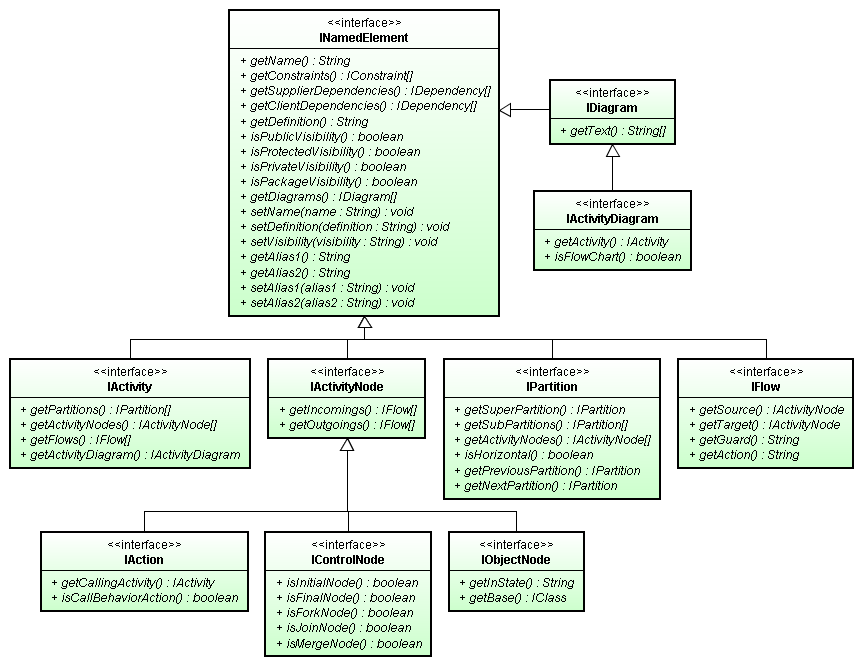 <<interface>>
INamedElement
+ getName() : String
+ getConstraints() : IConstraint[]
+ getSupplierDependencies() : IDependency[]
+ getClientDependencies() : IDependency[]
+ getDefinition() : String
+ isPublicVisibility() : boolean
+ isProtectedVisibility() : boolean
+ isPrivateVisibility() : boolean
+ isPackageVisibility() : boolean
+ getDiagrams() : IDiagram[]
+ setName(name : String) : void
+ setDefinition(definition : String) : void
+ setVisibility(visibility : String) : void
+ getAlias1() : String
+ getAlias2() : String
+ setAlias1(alias1 : String) : void
+ setAlias2(alias2 : String) : void
<<interface>>
IDiagram
+ getText() : String[]
<<interface>>
IActivityDiagram
+ getActivity() : IActivity
+ isFlowChart() : boolean
<<interface>>
IActivity
+ getPartitions() : IPartition[]
+ getActivityNodes() : IActivityNode[]
+ getFlows() : IFlow[]
+ getActivityDiagram() : IActivityDiagram
<<interface>>
IActivityNode
+ getIncomings() : IFlow[]
+ getOutgoings() : IFlow[]
<<interface>>
IPartition
+ getSuperPartition() : IPartition
+ getSubPartitions() : IPartition[]
+ getActivityNodes() : IActivityNode[]
+ isHorizontal() : boolean
+ getPreviousPartition() : IPartition
+ getNextPartition() : IPartition
<<interface>>
IFlow
+ getSource() : IActivityNode
+ getTarget() : IActivityNode
+ getGuard() : String
+ getAction() : String
<<interface>>
IAction
+ getCallingActivity() : IActivity
+ isCallBehaviorAction() : boolean
<<interface>>
IControlNode
+ isInitialNode() : boolean
+ isFinalNode() : boolean
+ isForkNode() : boolean
+ isJoinNode() : boolean
+ isMergeNode() : boolean
<<interface>>
IObjectNode
+ getInState() : String
+ getBase() : IClass